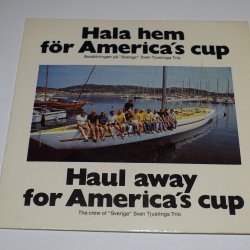 Hala hem
för America's cup
Besättningen på "Sverige" Sven Tjuslings Trio
Haul away
for America's cup
The crew of "Sverige" Sven Tjuslings Trio